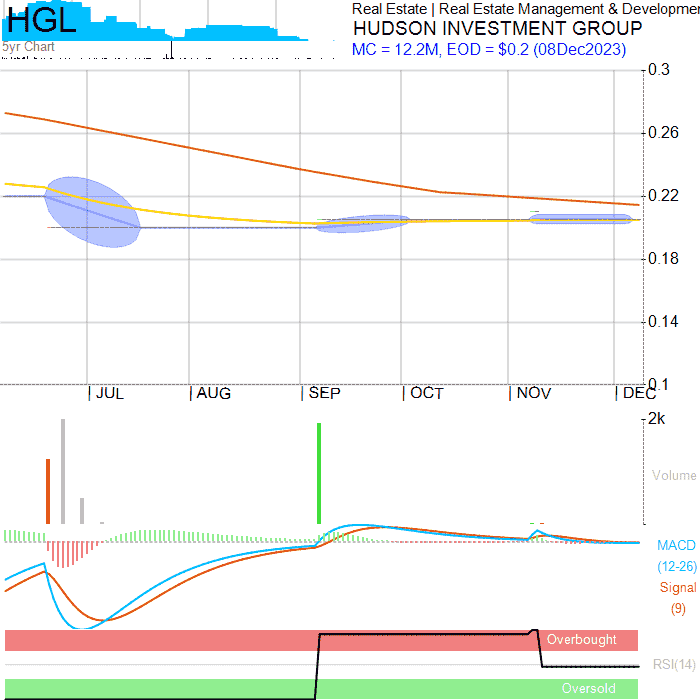 HGL
Real Estate | Real Estate Management & Developmen
HUDSON INVESTMENT GROUP
5yr Chart
MC = 12.2M, EOD = $0.2 (08Dec2023)
0.3
0.26
0.22
0.18
0.14
0.1
JUL AUG SEP OCT NOV DEC
2k
Volume
MACD
(12-26)
Signal
(9)
Overbought
RSI(14)
Oversold